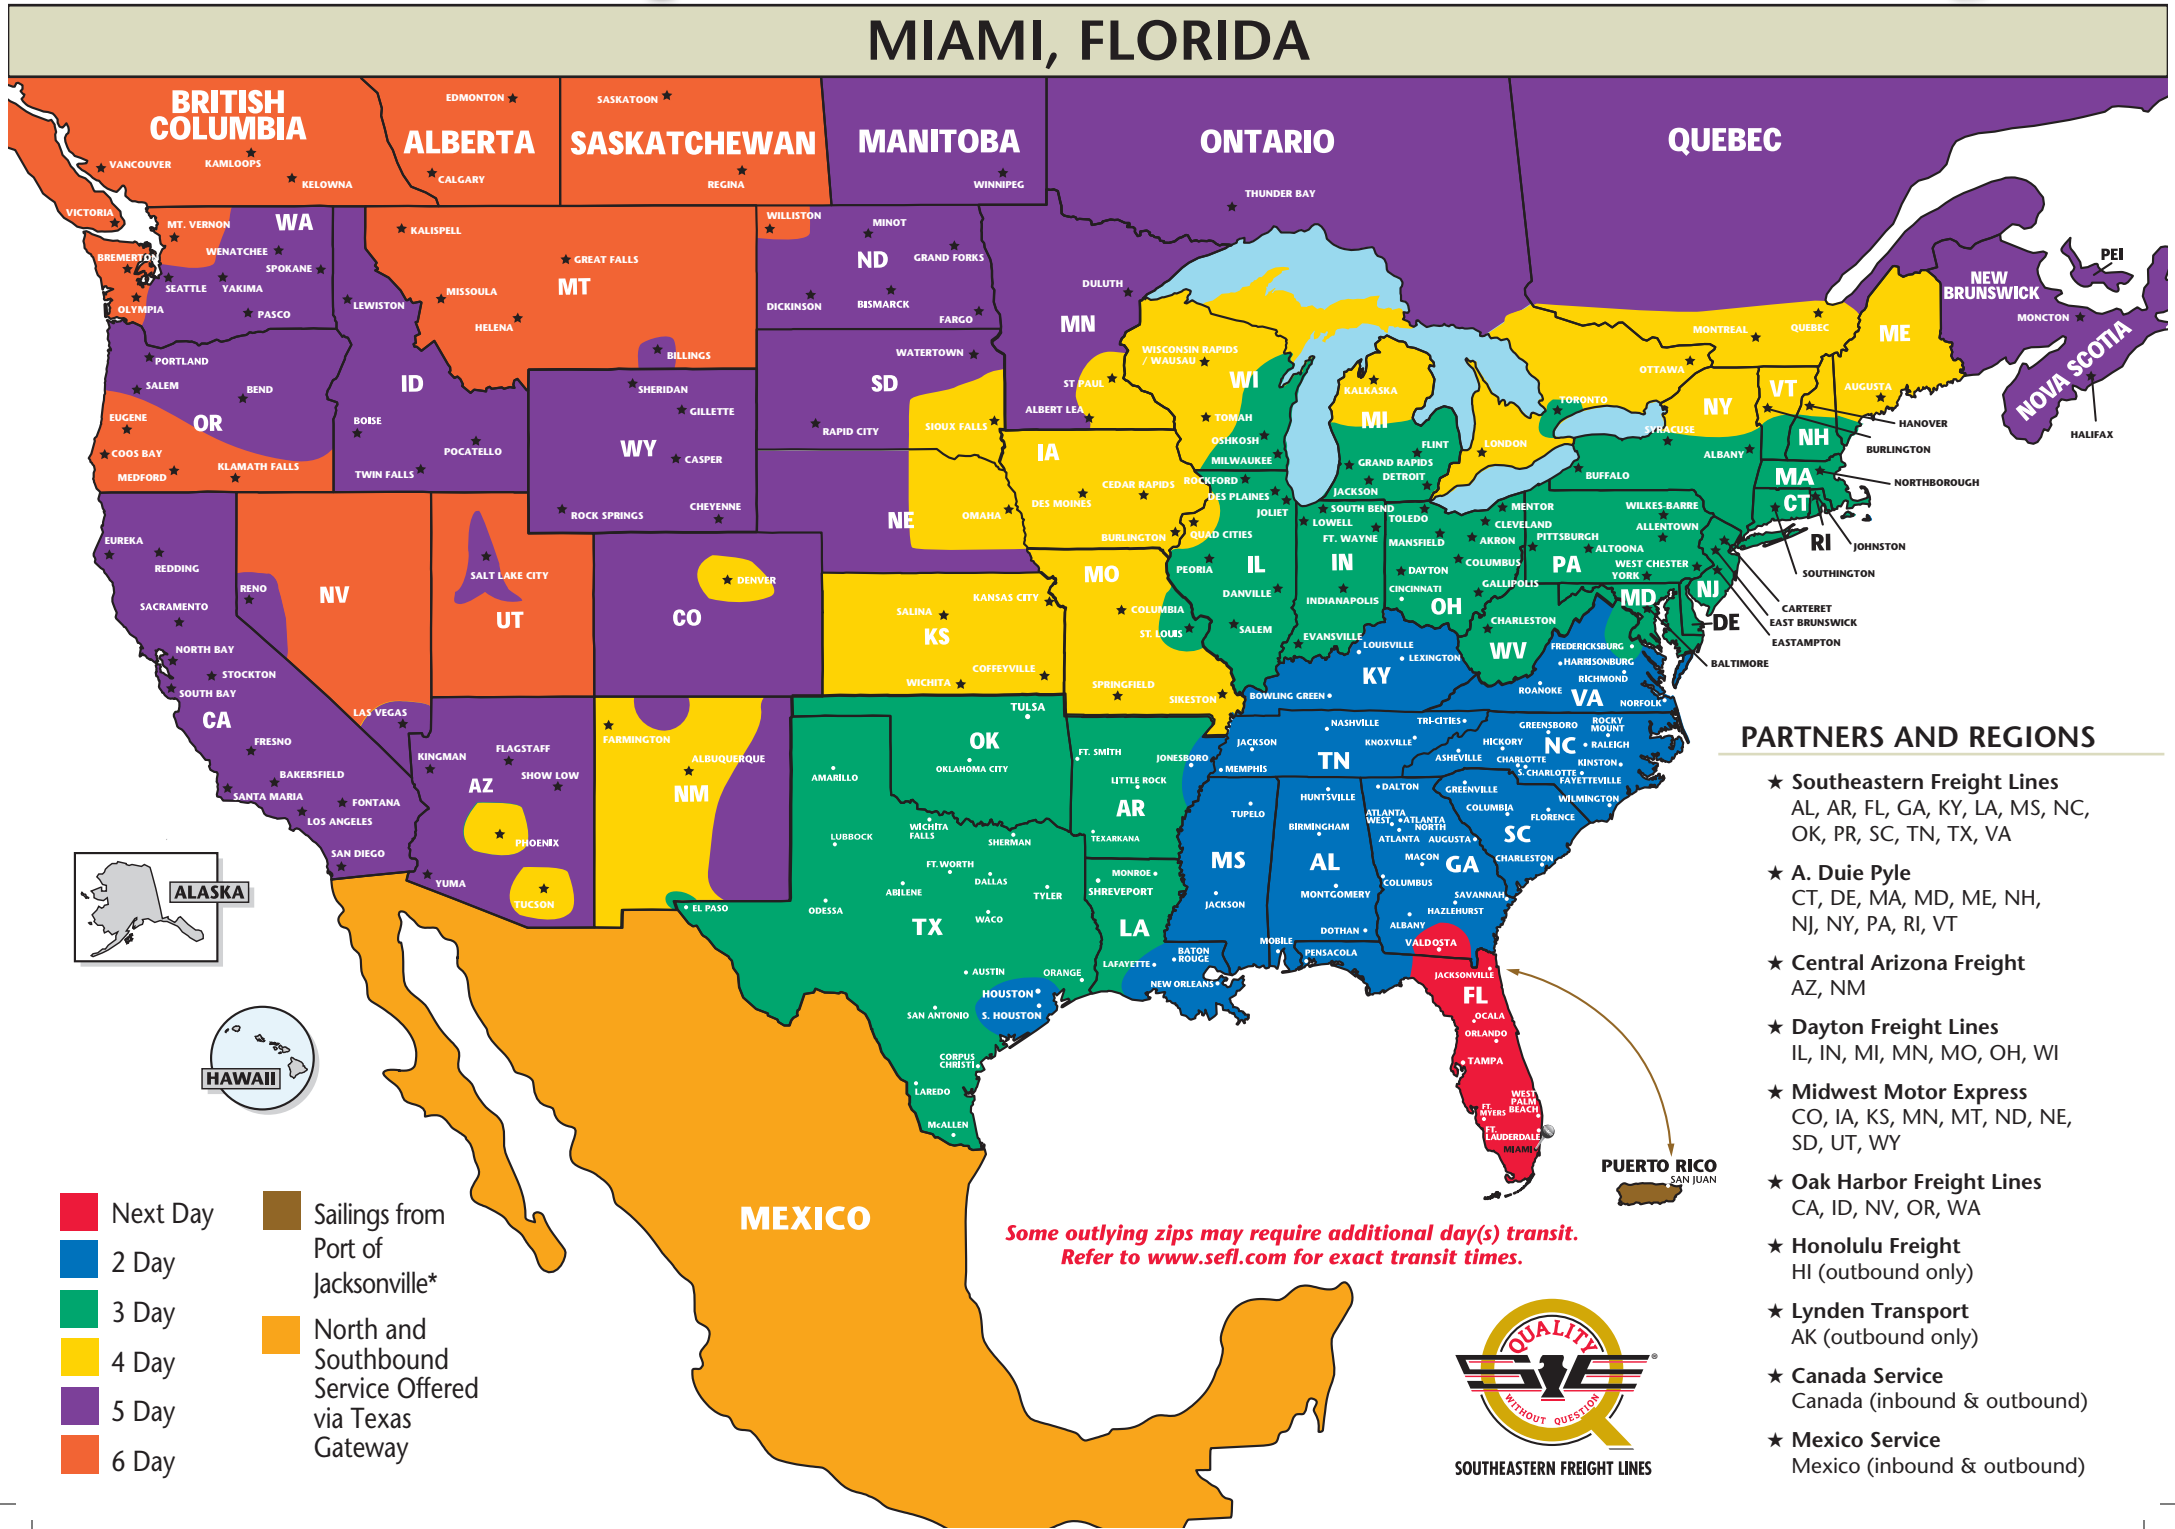 MIAMI, FLORIDA
BRITISH
COLUMBIA
VANCOUVER
KAMLOOPS
KELOWNA
VICTORIA
EDMONTON
ALBERTA
CALGARY
SASKATOON
SASKATCHEWAN
REGINA
MANITOBA
WINNIPEG
ONTARIO
THUNDER BAY
QUEBEC
PEI
NEW
BRUNSWICK
MONCTON
NOVA SCOTIA
HALIFAX
MT. VERNON
WA
WENATCHEE
BREMERTON
SPOKANE
SEATTLE
YAKIMA
OLYMPIA
PASCO
LEWISTON
KALISPELL
GREAT FALLS
MT
MISSOULA
HELENA
BILLINGS
WILLISTON
MINOT
ND
GRAND FORKS
DICKINSON
BISMARCK
FARGO
DULUTH
MN
ST PAUL
ALBERT LEA
PORTLAND
SALEM
BEND
EUGENE
OR
COOS BAY
MEDFORD
KLAMATH FALLS
ID
BOISE
POCATELLO
TWIN FALLS
SHERIDAN
GILLETTE
WY
CASPER
ROCK SPRINGS
CHEYENNE
WATERTOWN
SD
RAPID CITY
SIOUX FALLS
NE
OMAHA
IA
CEDAR RAPIDS
DES MOINES
BURLINGTON
WISCONSIN RAPIDS
/ WAUSAU
WI
TOMAH
OSHKOSH
MILWAUKEE
KALKASKA
MI
FLINT
GRAND RAPIDS
DETROIT
JACKSON
TORONTO
LONDON
OTTAWA
MONTREAL
QUEBEC
ME
AUGUSTA
VT
NY
SYRACUSE
ALBANY
BUFFALO
NH
HANOVER
BURLINGTON
MA
NORTHBOROUGH
CT
RI
JOHNSTON
SOUTHINGTON
CARTERET
EAST BRUNSWICK
EASTAMPTON
BALTIMORE
NJ
DE
MD
WILKES-BARRE
ALLENTOWN
PITTSBURGH
ALTOONA
PA
WEST CHESTER
YORK
ROCKFORD
DES PLAINES
JOLIET
QUAD CITIES
PEORIA
IL
DANVILLE
SALEM
SOUTH BEND
LOWELL
FT. WAYNE
IN
INDIANAPOLIS
EVANSVILLE
TOLEDO
MENTOR
CLEVELAND
MANSFIELD
AKRON
COLUMBUS
DAYTON
GALLIPOLIS
CINCINNATI
OH
CHARLESTON
WV
EUREKA
REDDING
SACRAMENTO
NORTH BAY
STOCKTON
SOUTH BAY
CA
FRESNO
BAKERSFIELD
SANTA MARIA
FONTANA
LOS ANGELES
SAN DIEGO
RENO
NV
LAS VEGAS
SALT LAKE CITY
UT
DENVER
CO
KINGMAN
FLAGSTAFF
SHOW LOW
AZ
PHOENIX
YUMA
TUCSON
FARMINGTON
ALBUQUERQUE
NM
SALINA
KANSAS CITY
KS
COFFEYVILLE
WICHITA
MO
COLUMBIA
ST. LOUIS
SPRINGFIELD
SIKESTON
TULSA
OK
OKLAHOMA CITY
AMARILLO
LUBBOCK
WICHITA
FALLS
SHERMAN
FT. WORTH
DALLAS
ABILENE
TYLER
ODESSA
WACO
TX
EL PASO
AUSTIN
ORANGE
HOUSTON
SAN ANTONIO
S. HOUSTON
CORPUS
CHRISTI
LAREDO
McALLEN
FT. SMITH
JONESBORO
LITTLE ROCK
AR
TEXARKANA
MONROE
SHREVEPORT
LA
LAFAYETTE
BATON
ROUGE
NEW ORLEANS
LOUISVILLE
LEXINGTON
KY
BOWLING GREEN
FREDERICKSBURG
HARRISONBURG
RICHMOND
ROANOKE
VA
NORFOLK
NASHVILLE
TRI-CITIES
JACKSON
KNOXVILLE
TN
MEMPHIS
GREENSBORO
ROCKY
MOUNT
HICKORY
NC
RALEIGH
ASHEVILLE
CHARLOTTE
KINSTON
S. CHARLOTTE
FAYETTEVILLE
WILMINGTON
GREENVILLE
COLUMBIA
FLORENCE
SC
CHARLESTON
TUPELO
MS
JACKSON
HUNTSVILLE
BIRMINGHAM
AL
MONTGOMERY
DOTHAN
MOBILE
DALTON
ATLANTA
WEST
ATLANTA
NORTH
ATLANTA
AUGUSTA
MACON
GA
COLUMBUS
SAVANNAH
HAZLEHURST
ALBANY
VALDOSTA
PENSACOLA
JACKSONVILLE
FL
OCALA
ORLANDO
TAMPA
WEST
PALM
BEACH
FT.
MYERS
FT.
LAUDERDALE
MIAMI
PUERTO RICO
SAN JUAN
ALASKA
HAWAII
MEXICO
Next Day
2 Day
3 Day
4 Day
5 Day
6 Day
Sailings from
Port of
Jacksonville*
North and
Southbound
Service Offered
via Texas
Gateway
Some outlying zips may require additional day(s) transit.
Refer to www.sefl.com for exact transit times.
QUALITY
WITHOUT QUESTION
®
SOUTHEASTERN FREIGHT LINES
PARTNERS AND REGIONS
★ Southeastern Freight Lines
AL, AR, FL, GA, KY, LA, MS, NC,
OK, PR, SC, TN, TX, VA
★ A. Duie Pyle
CT, DE, MA, MD, ME, NH,
NJ, NY, PA, RI, VT
★ Central Arizona Freight
AZ, NM
★ Dayton Freight Lines
IL, IN, MI, MN, MO, OH, WI
★ Midwest Motor Express
CO, IA, KS, MN, MT, ND, NE,
SD, UT, WY
★ Oak Harbor Freight Lines
CA, ID, NV, OR, WA
★ Honolulu Freight
HI (outbound only)
★ Lynden Transport
AK (outbound only)
★ Canada Service
Canada (inbound & outbound)
★ Mexico Service
Mexico (inbound & outbound)